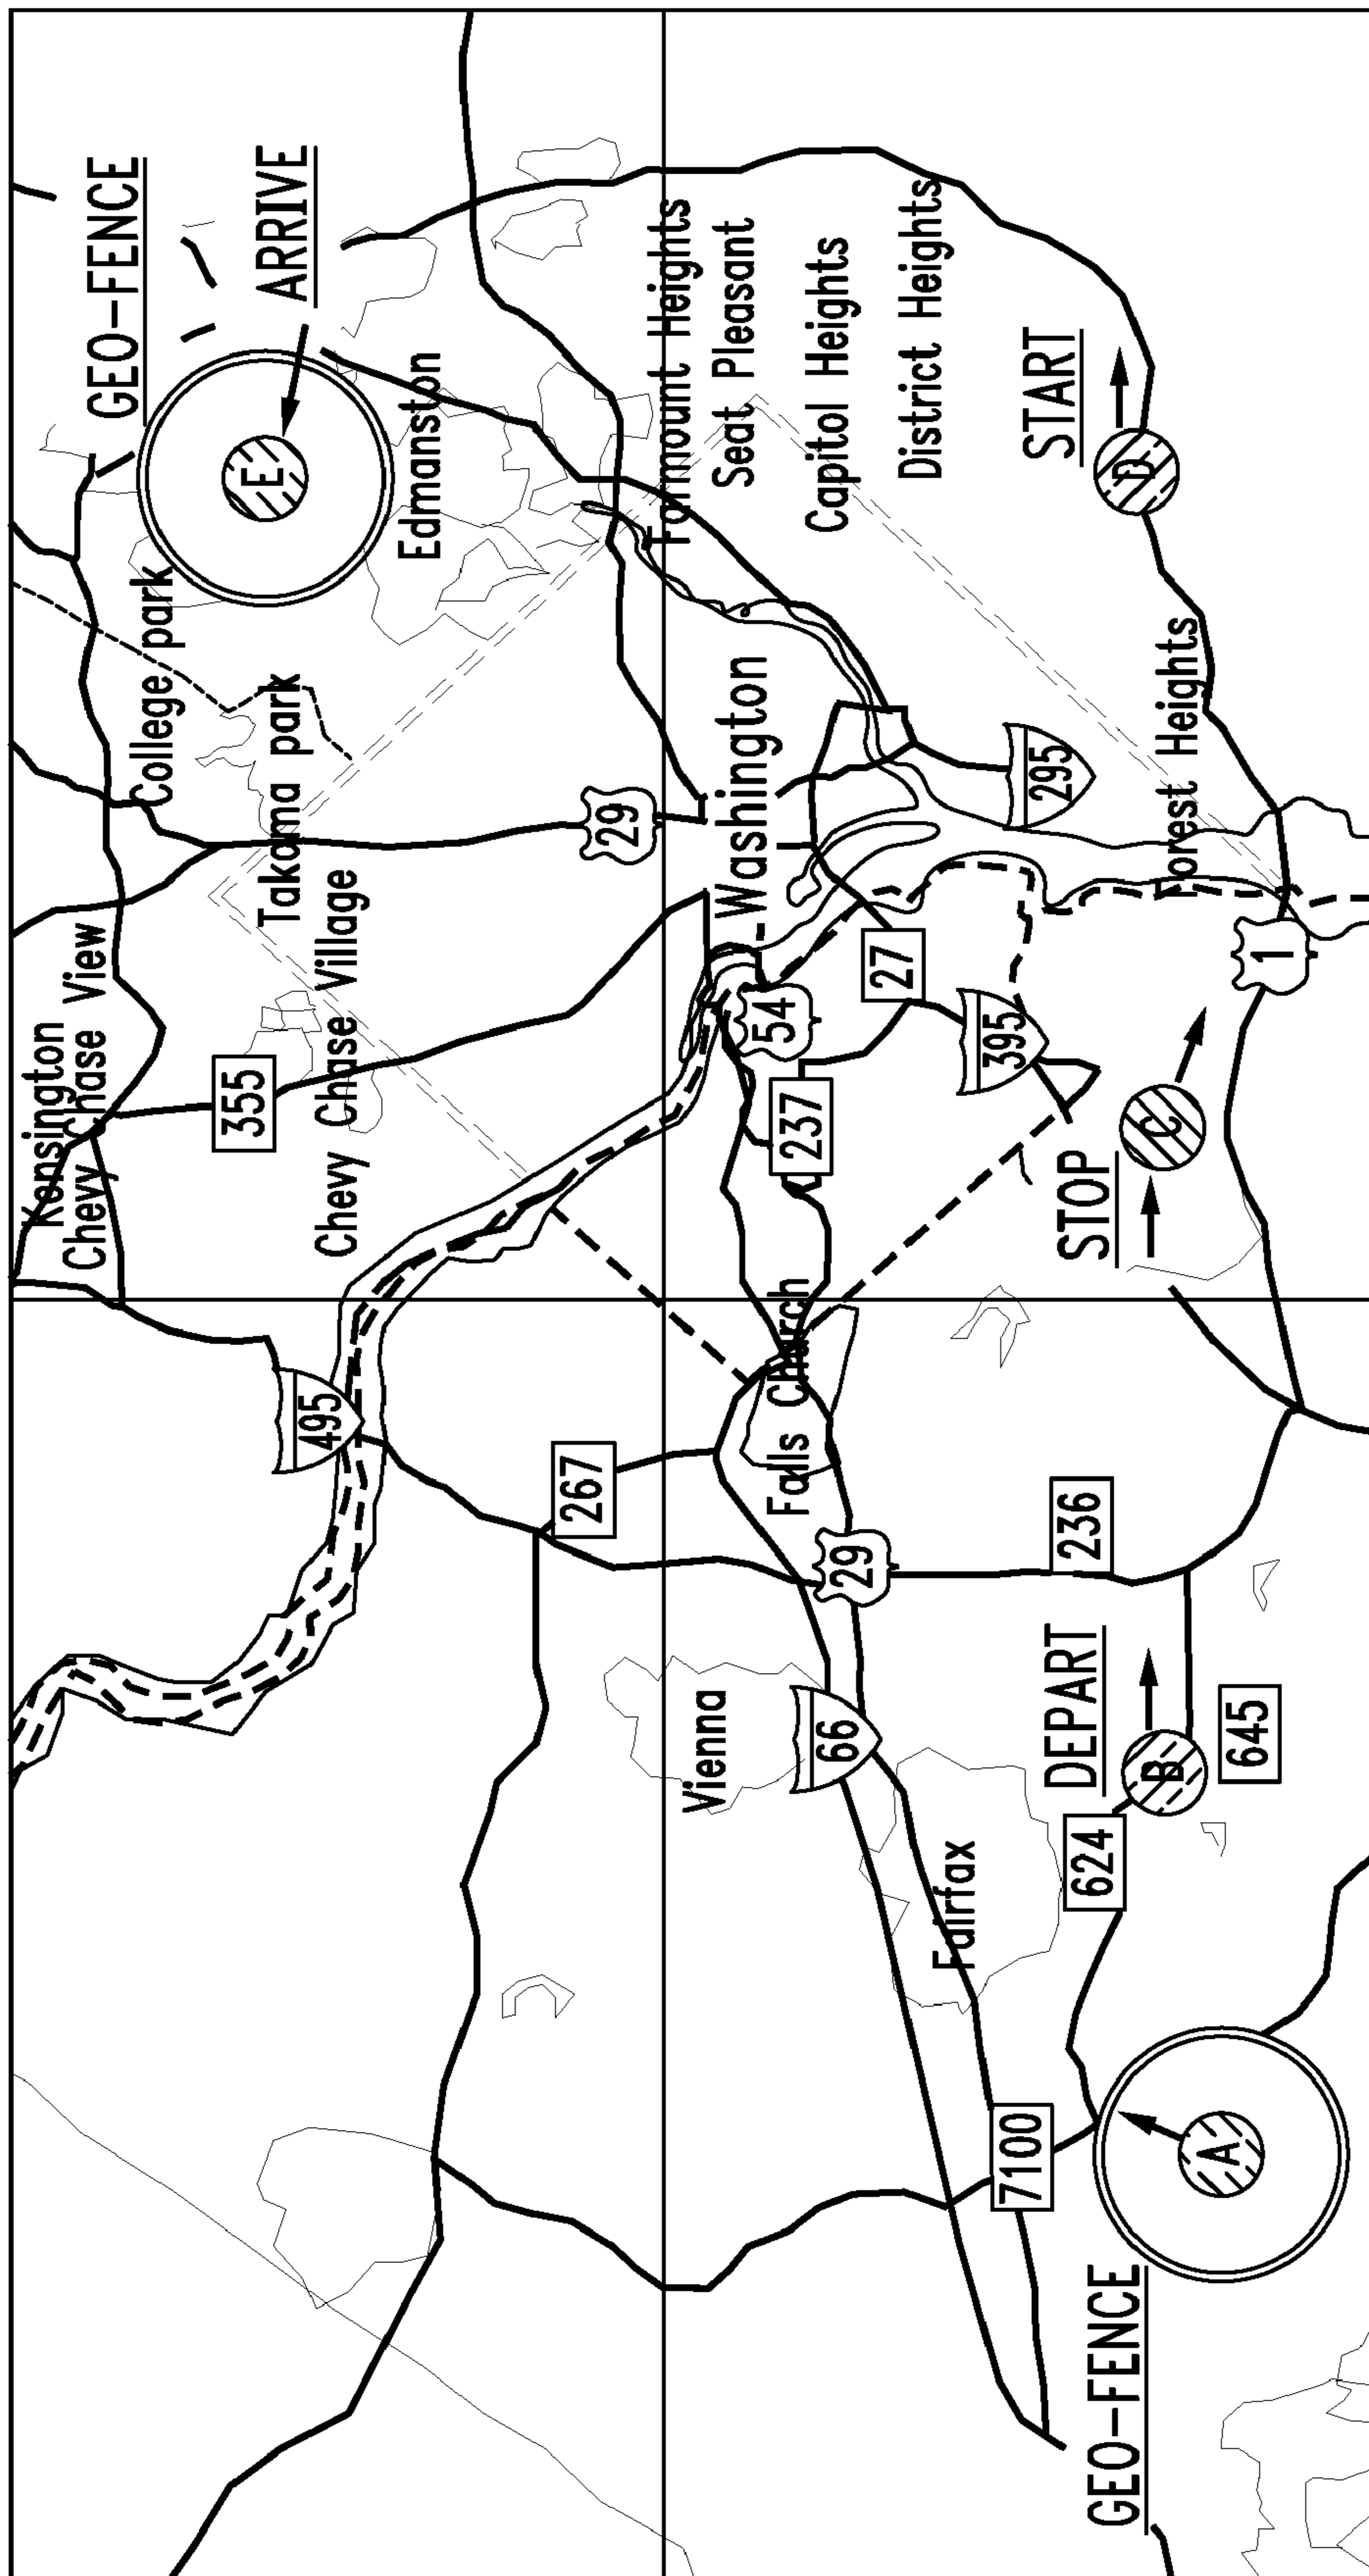 Kensington
Chevy Chase View
GEO-FENCE
College park
355
E
Takoma park
ARRIVE
495
Chevy Chase Village
Edmanston
267
29
Heights
Vienna
Seat Pleasant
Washington
54
Falls Church
237
Capitol Heights
66
29
27
District Heights
Fairfax
395
7100
295
START
DEPART
236
STOP
624
GEO-FENCE
D
B
C
Forest Heights
A
645
1